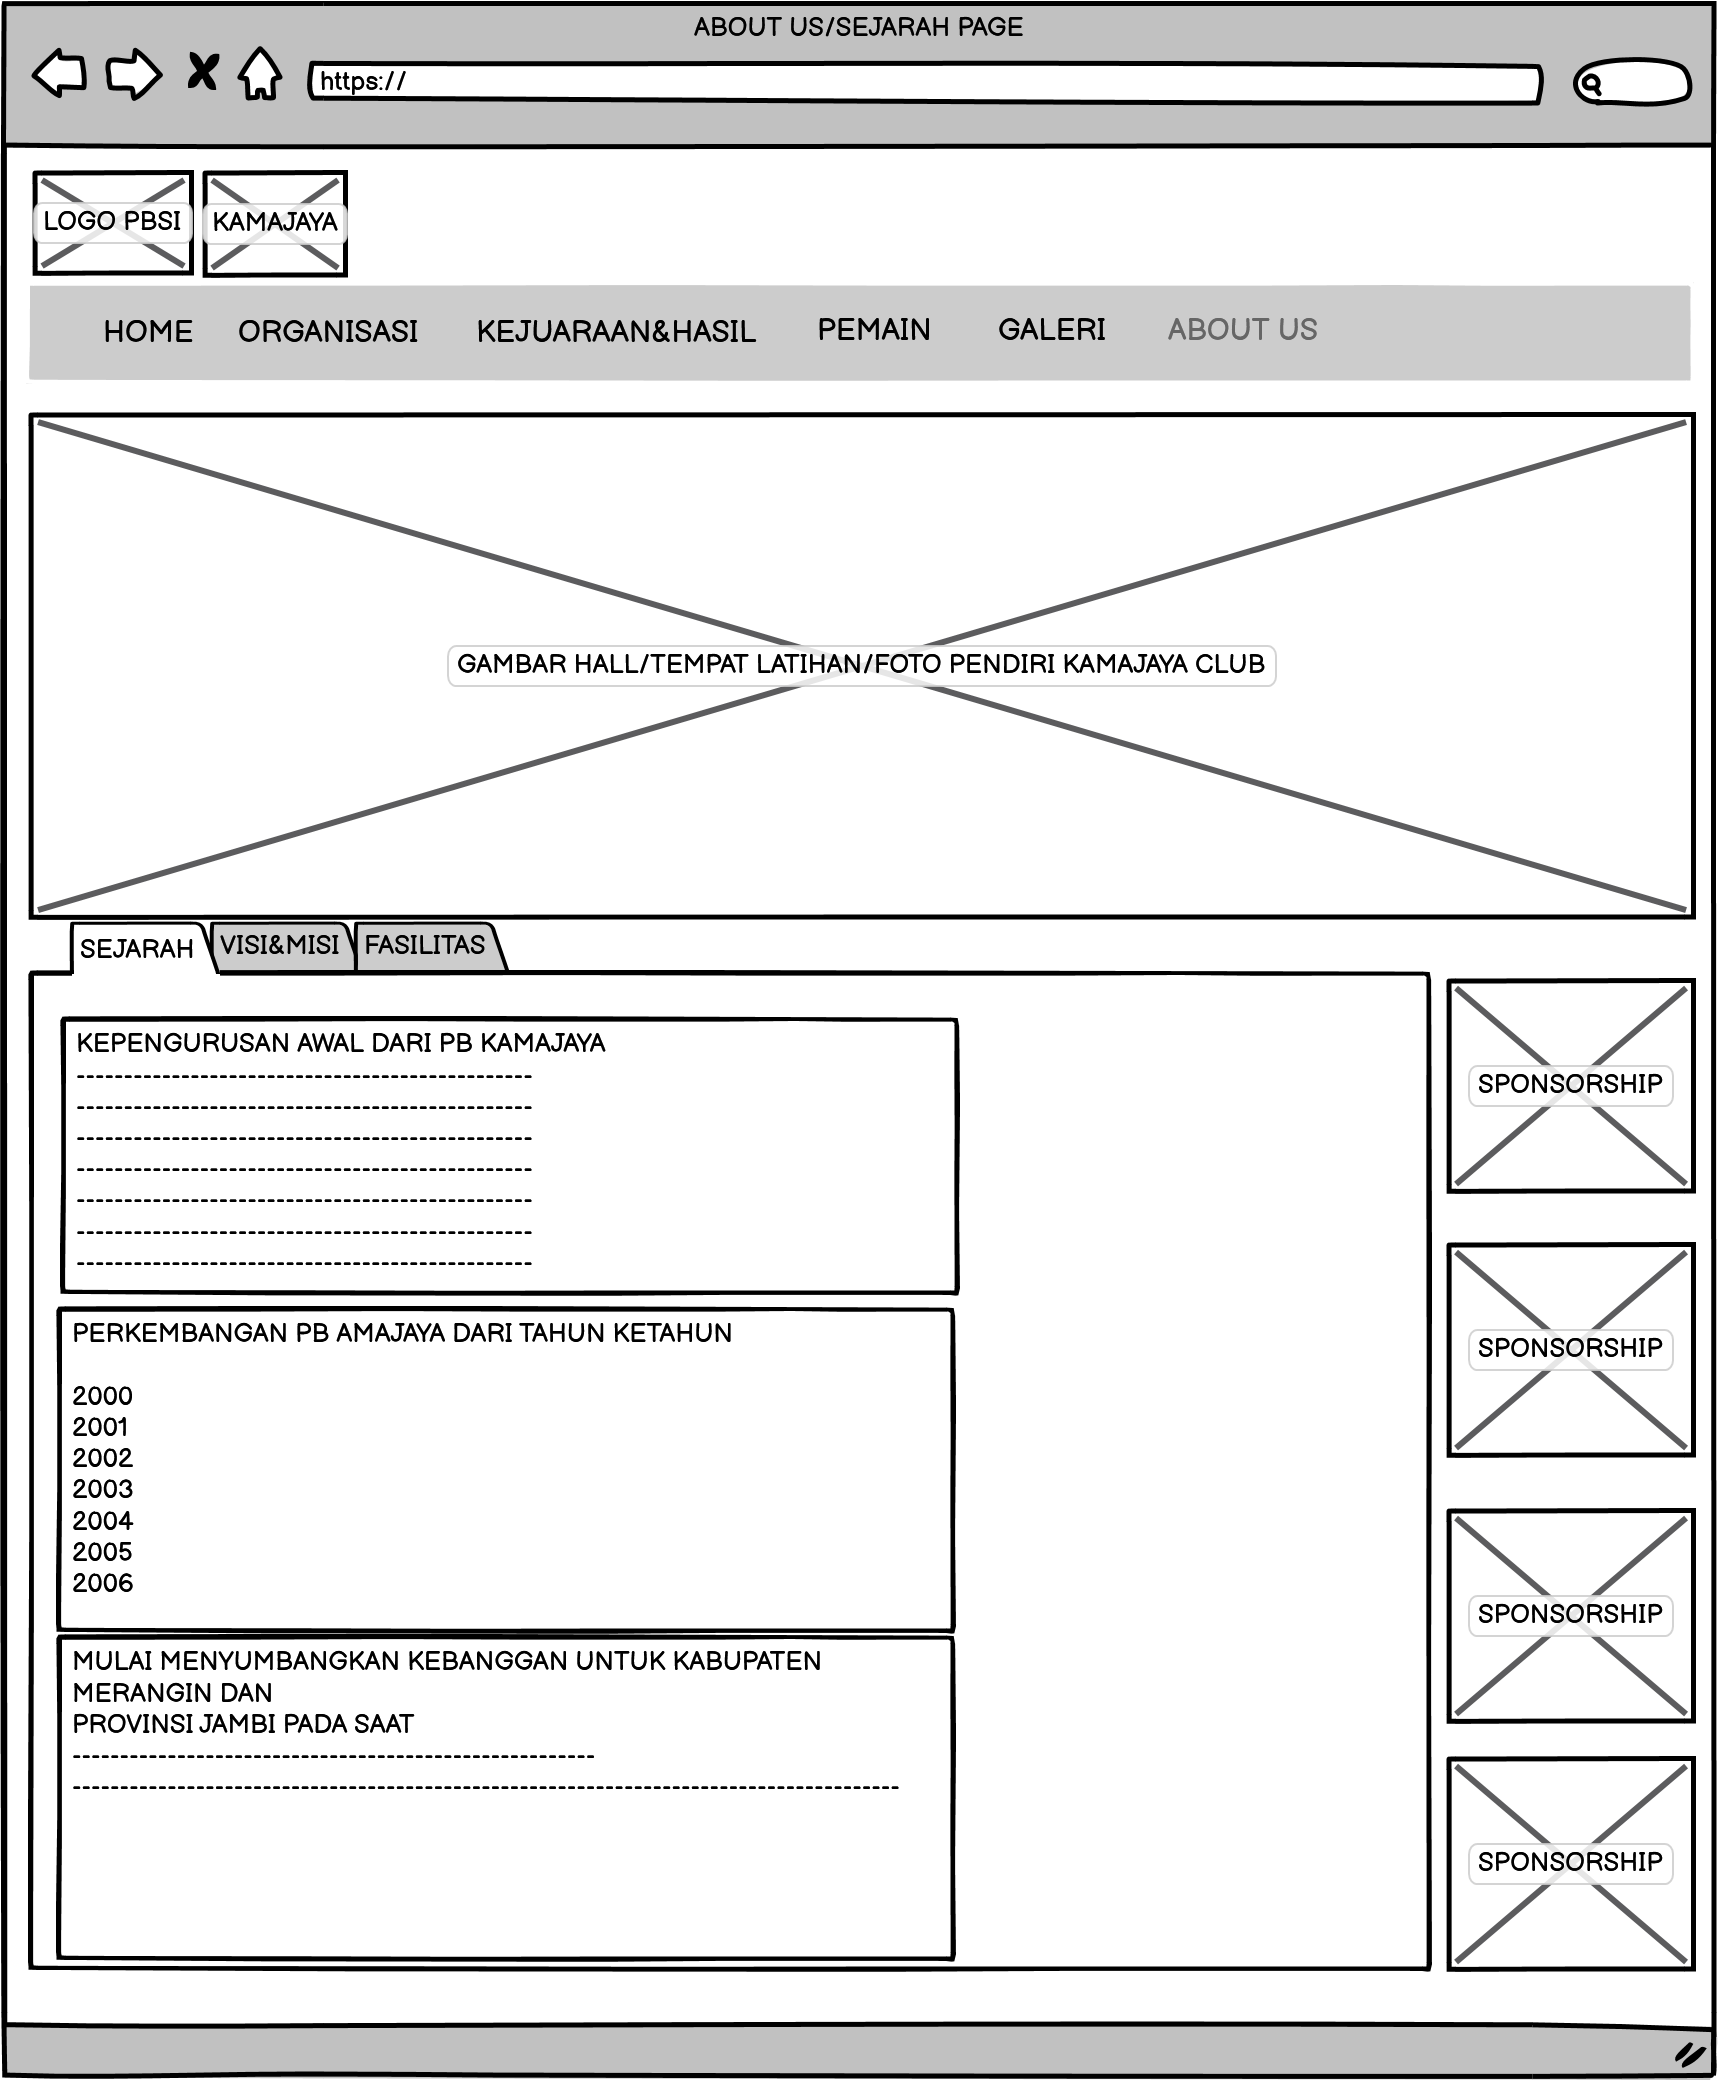 ABOUT US/SEJARAH PAGE
https://
LOGO PBSI
KAMAJAYA
HOME ORGANISASI KEJUARAAN&HASIL PEMAIN GALERI ABOUT US
GAMBAR HALL/TEMPAT LATIHAN/FOTO PENDIRI KAMAJAYA CLUB
SEJARAH VISI&MISI FASILITAS
KEPENGURUSAN AWAL DARI PB KAMAJAYA
------------------------------------------------
------------------------------------------------
------------------------------------------------
------------------------------------------------
------------------------------------------------
------------------------------------------------
------------------------------------------------
PERKEMBANGAN PB AMAJAYA DARI TAHUN KETAHUN
2000
2001
2002
2003
2004
2005
2006
MULAI MENYUMBANGKAN KEBANGGAN UNTUK KABUPATEN
MERANGIN DAN
PROVINSI JAMBI PADA SAAT
-------------------------------------------------------
---------------------------------------------------------------------------------------
SPONSORSHIP
SPONSORSHIP
SPONSORSHIP
SPONSORSHIP